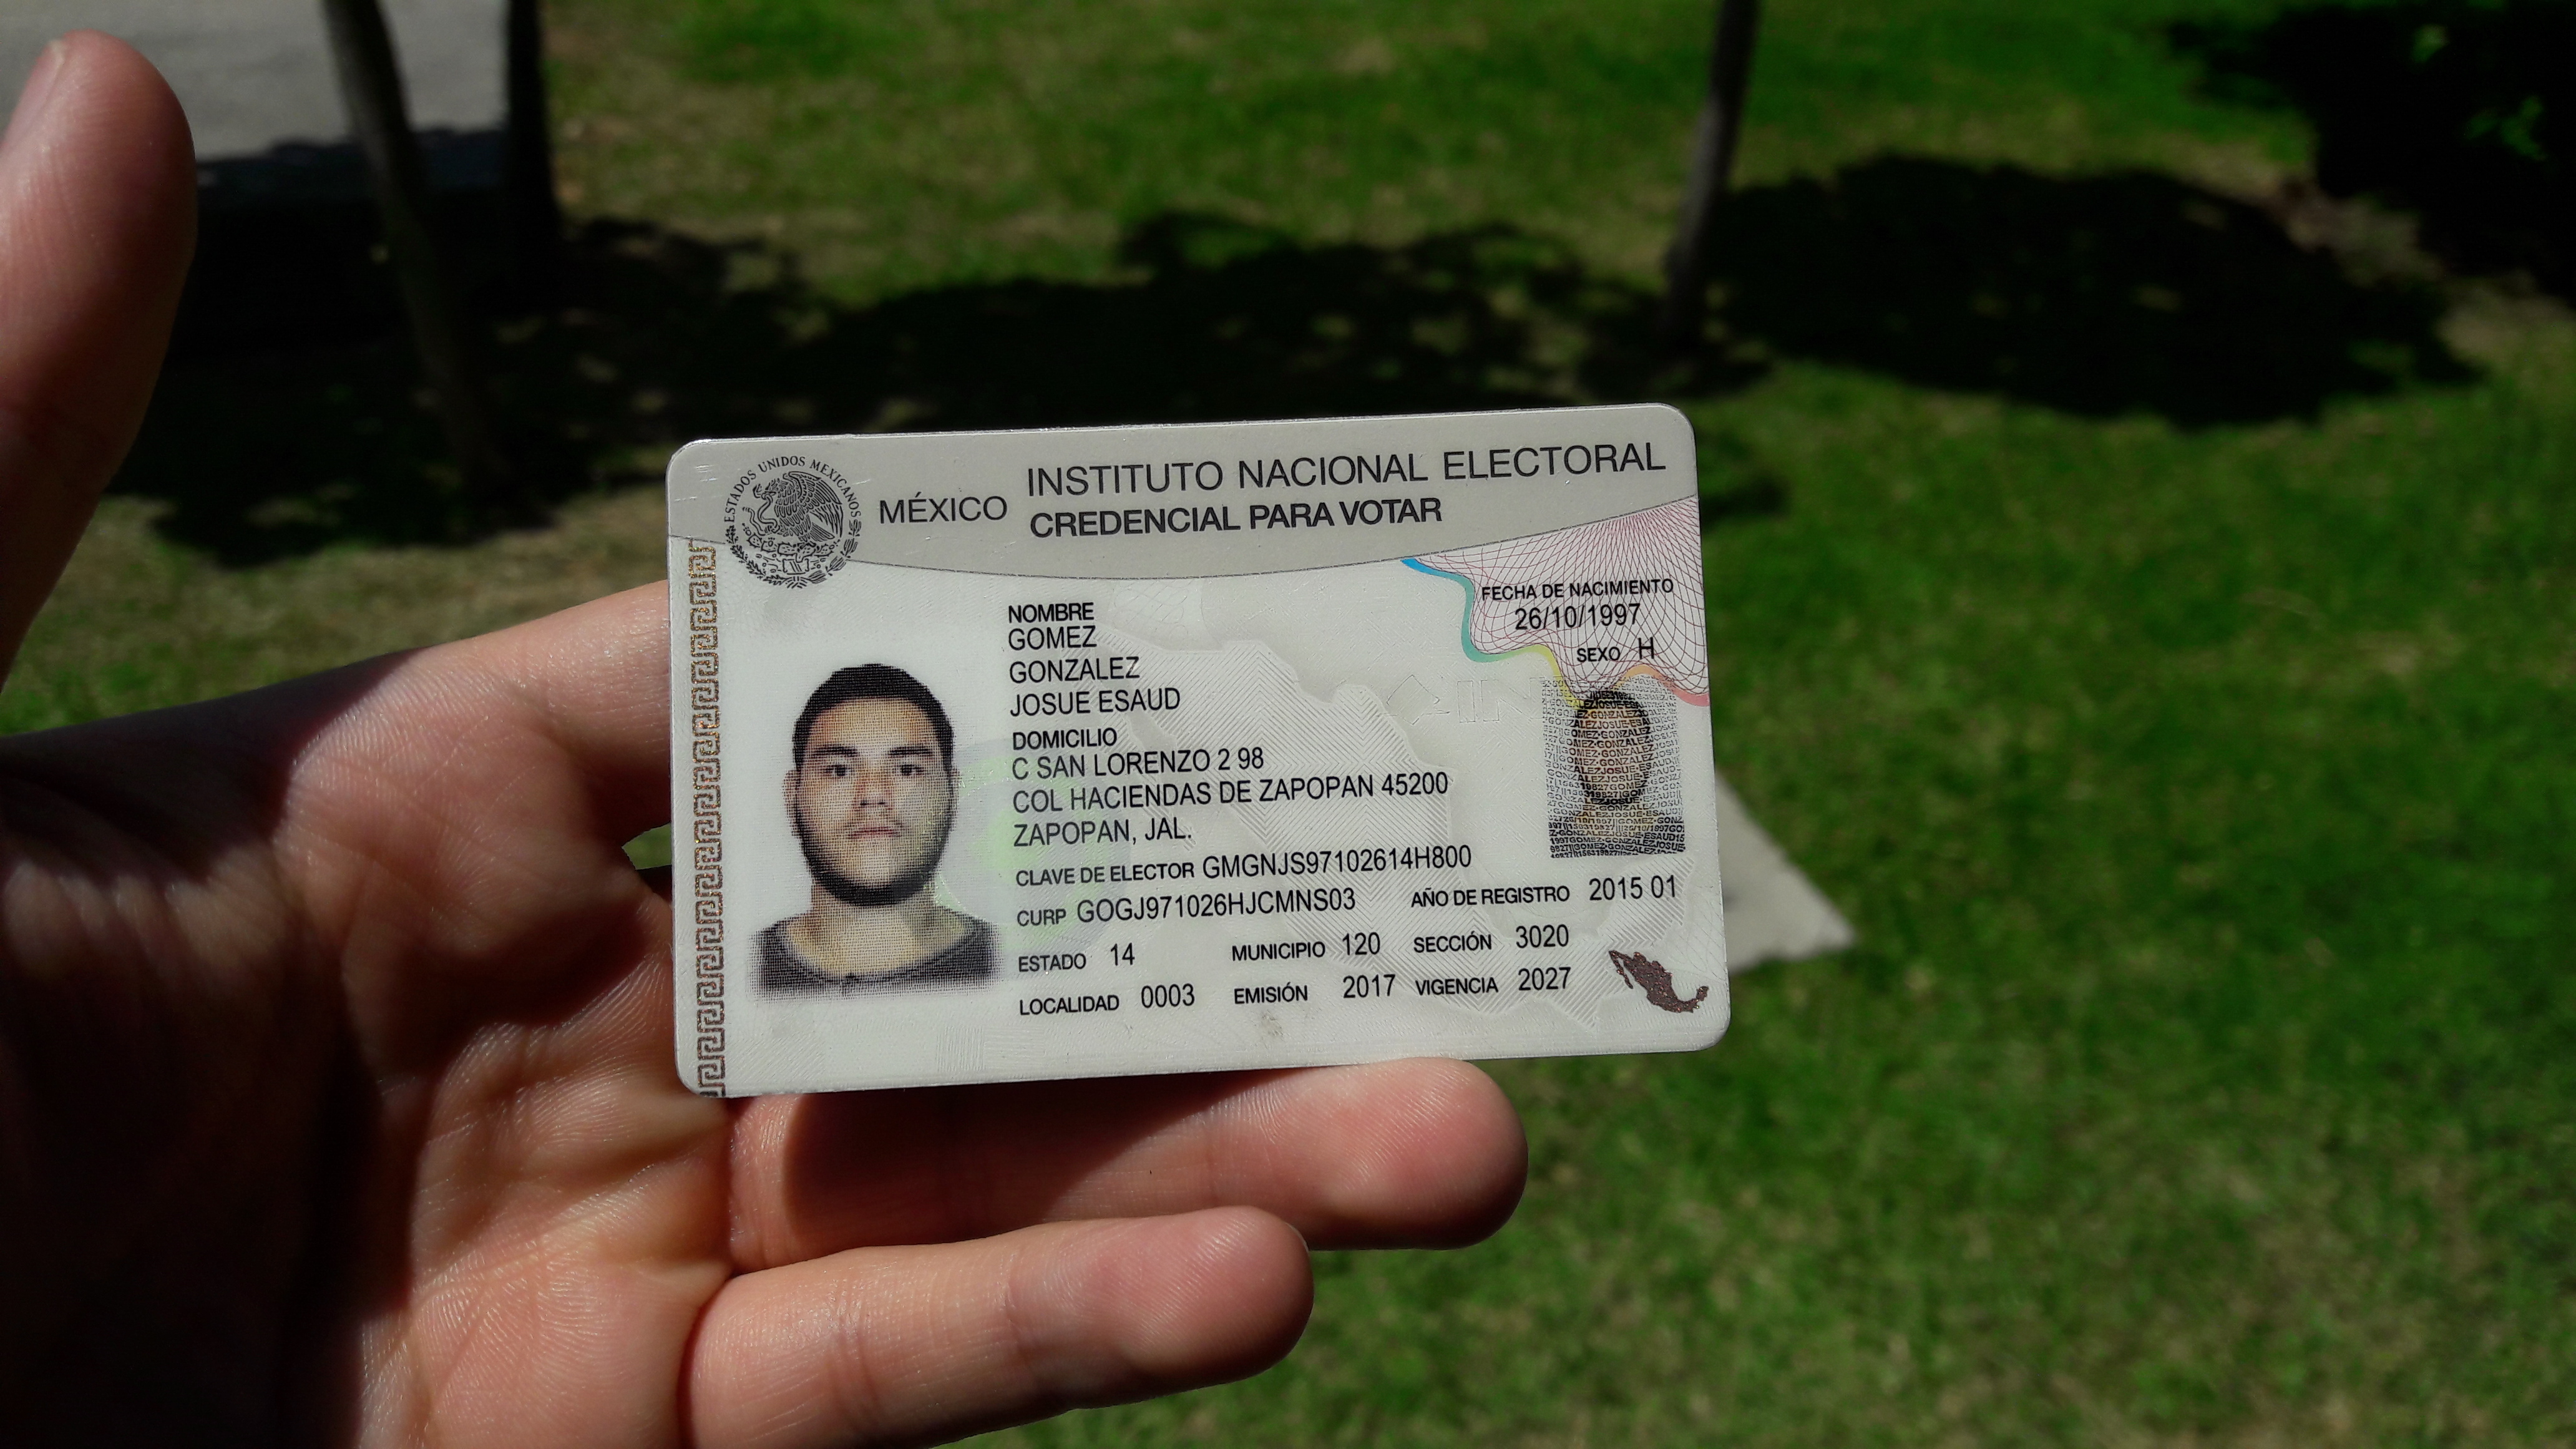 ESTADOS UNIDOS MEXICANOS
MÉXICO INSTITUTO NACIONAL ELECTORAL
CREDENCIAL PARA VOTAR
FECHA DE NACIMIENTO
26/10/1997
SEXO H
NOMBRE
GOMEZ
GONZALEZ
JOSUE ESAUD
DOMICILIO
C SAN LORENZO 2 98
COL HACIENDAS DE ZAPOPAN 45200
ZAPOPAN, JAL.
CLAVE DE ELECTOR GMGNJS97102614H800
CURP GOGJ971026HJCMNS03 AÑO DE REGISTRO 2015 01
ESTADO 14 MUNICIPIO 120 SECCIÓN 3020
LOCALIDAD 0003 EMISIÓN 2017 VIGENCIA 2027